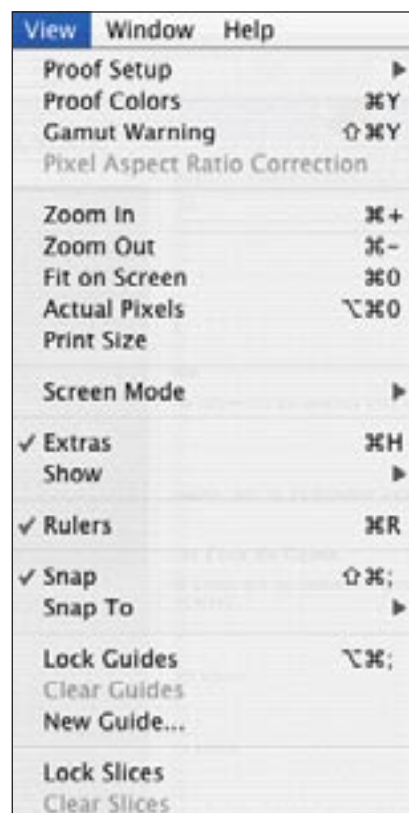 View Window Help
Proof Setup ▶
Proof Colors ⌘Y
Gamut Warning ⇧⌘Y
Pixel Aspect Ratio Correction
Zoom In ⌘+
Zoom Out ⌘-
Fit on Screen ⌘0
Actual Pixels ⌥⌘0
Print Size
Screen Mode ▶
✓ Extras ⌘H
Show ▶
✓ Rulers ⌘R
✓ Snap ⇧⌘;
Snap To ▶
Lock Guides ⌥⌘;
Clear Guides
New Guide...
Lock Slices
Clear Slices